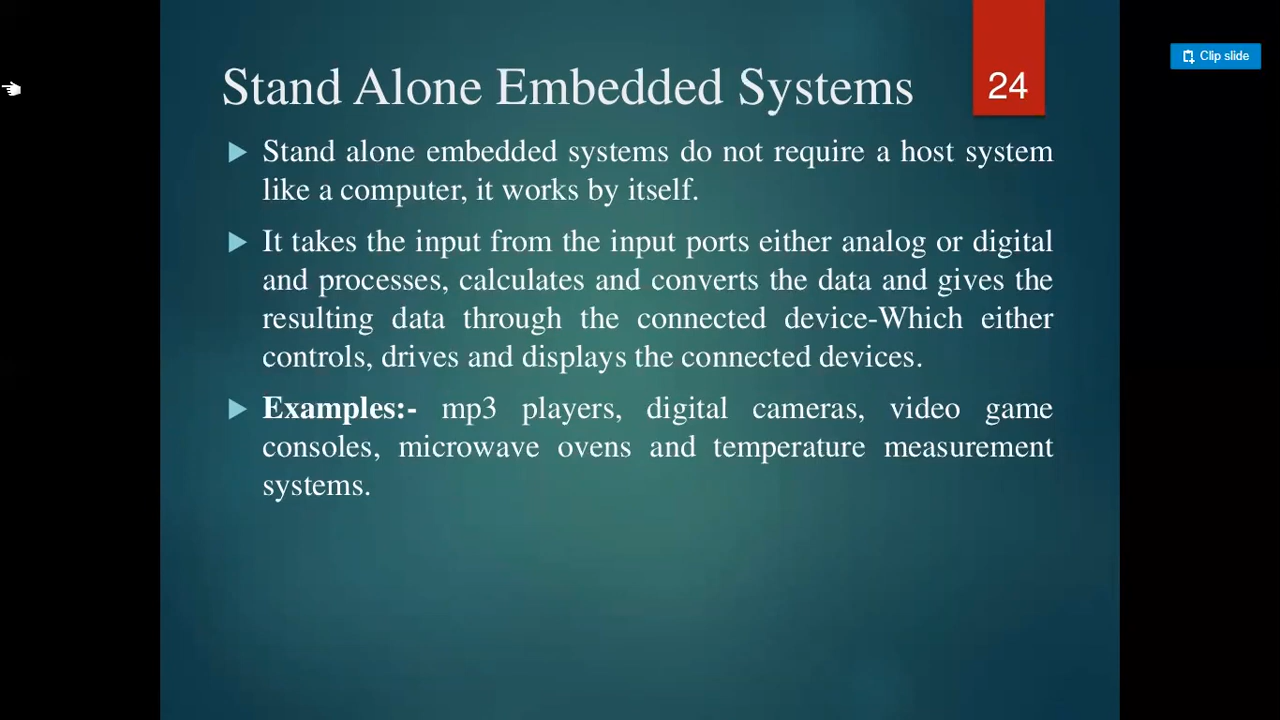 Stand Alone Embedded Systems
24
Clip slide
Stand alone embedded systems do not require a host system
like a computer, it works by itself.
It takes the input from the input ports either analog or digital
and processes, calculates and converts the data and gives the
resulting data through the connected device-Which either
controls, drives and displays the connected devices.
Examples:- mp3 players, digital cameras, video game
consoles, microwave ovens and temperature measurement
systems.